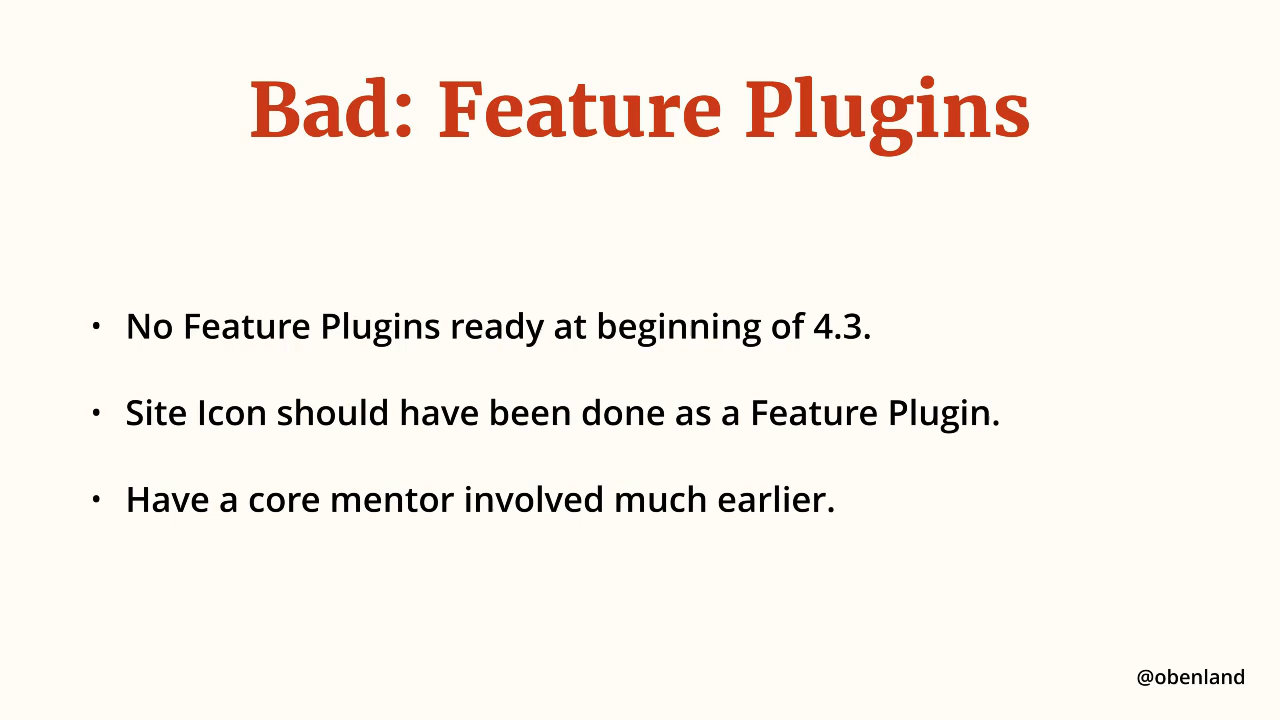 Bad: Feature Plugins
• No Feature Plugins ready at beginning of 4.3.
• Site Icon should have been done as a Feature Plugin.
• Have a core mentor involved much earlier.
@obenland